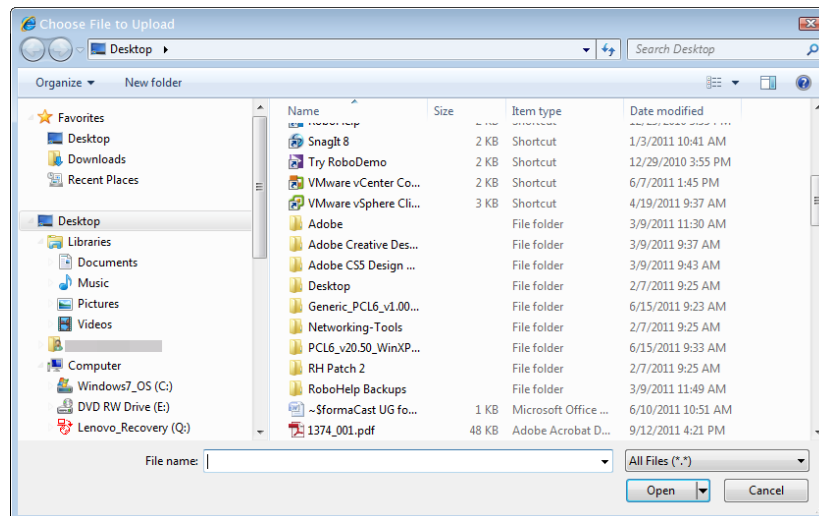 Choose File to Upload
Desktop
Search Desktop
Organize New folder
Favorites
Desktop
Downloads
Recent Places
Desktop
Libraries
Documents
Music
Pictures
Videos
Computer
Windows7_OS (C:)
DVD RW Drive (E:)
Lenovo_Recovery (Q:)
Name Size Item type Date modified
RoboHelp 2 KB Shortcut
SnagIt 8 2 KB Shortcut 1/3/2011 10:41 AM
Try RoboDemo 2 KB Shortcut 12/29/2010 3:55 PM
VMware vCenter Co... 2 KB Shortcut 6/7/2011 1:45 PM
VMware vSphere Cli... 3 KB Shortcut 4/19/2011 9:37 AM
Adobe File folder 3/9/2011 11:30 AM
Adobe Creative Des... File folder 3/9/2011 9:37 AM
Adobe CS5 Design ... File folder 3/9/2011 9:43 AM
Desktop File folder 2/7/2011 9:25 AM
Generic_PCL6_v1.00... File folder 6/15/2011 9:23 AM
Networking-Tools File folder 2/7/2011 9:25 AM
PCL6_v20.50_WinXP... File folder 6/15/2011 9:33 AM
RH Patch 2 File folder 2/7/2011 9:25 AM
RoboHelp Backups File folder 3/9/2011 11:49 AM
~$formaCast UG fo... 1 KB Microsoft Office ... 6/10/2011 10:51 AM
1374_001.pdf 48 KB Adobe Acrobat D... 9/12/2011 4:21 PM
File name:
All Files (*.*)
Open Cancel